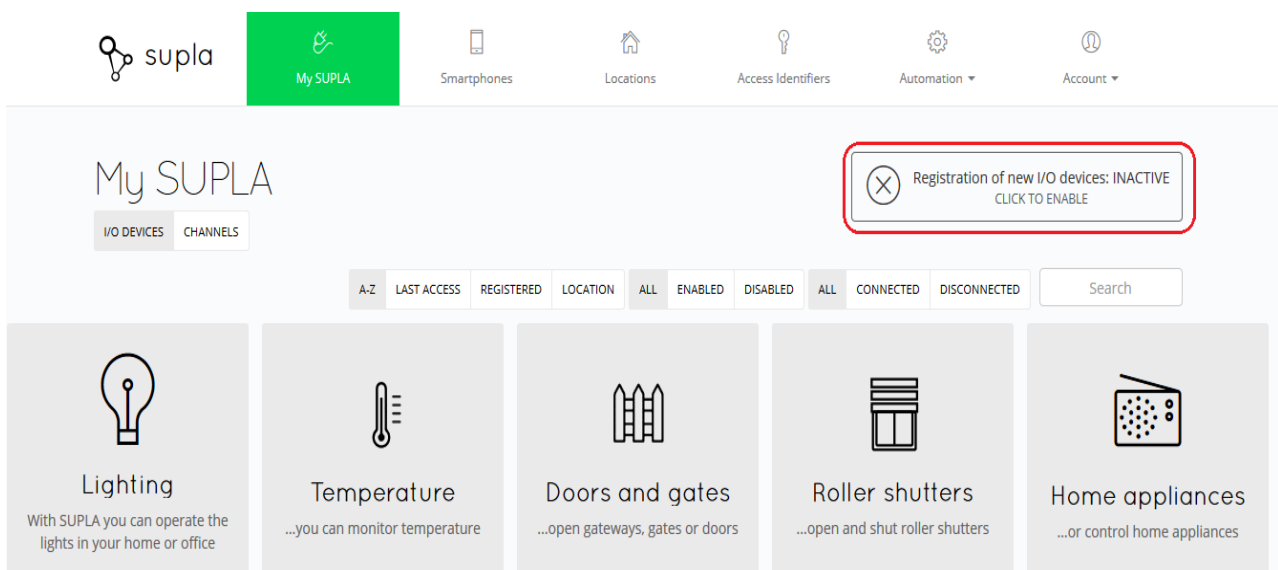 supla
My SUPLA
Smartphones
Locations
Access Identifiers
Automation
Account
My SUPLA
Registration of new I/O devices: INACTIVE
CLICK TO ENABLE
I/O DEVICES CHANNELS
A-Z LAST ACCESS REGISTERED LOCATION ALL ENABLED DISABLED ALL CONNECTED DISCONNECTED Search
Lighting
With SUPLA you can operate the
lights in your home or office
Temperature
...you can monitor temperature
Doors and gates
...open gateways, gates or doors
Roller shutters
...open and shut roller shutters
Home appliances
...or control home appliances